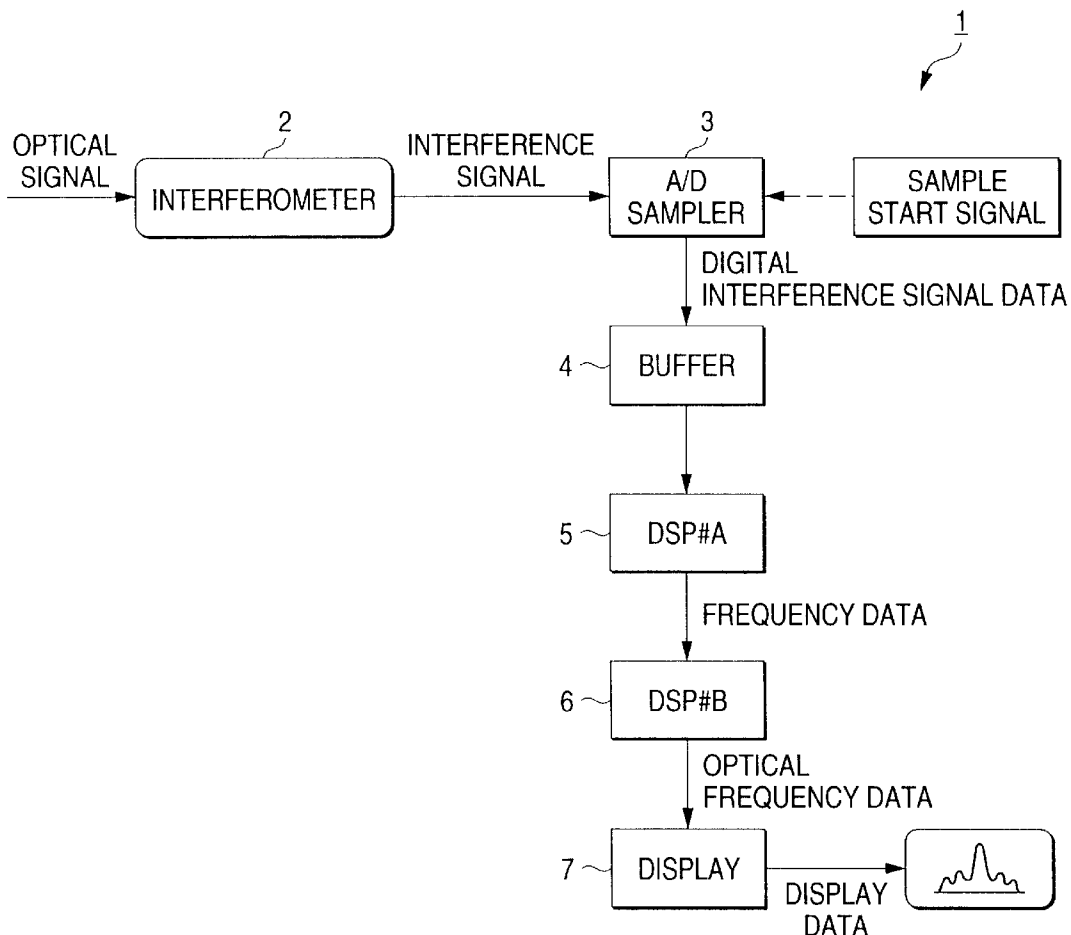 1
2
3
OPTICAL
SIGNAL
INTERFEROMETER
INTERFERENCE
SIGNAL
A/D
SAMPLER
SAMPLE
START SIGNAL
DIGITAL
INTERFERENCE SIGNAL DATA
4
BUFFER
5
DSP#A
FREQUENCY DATA
6
DSP#B
OPTICAL
FREQUENCY DATA
7
DISPLAY
DISPLAY
DATA